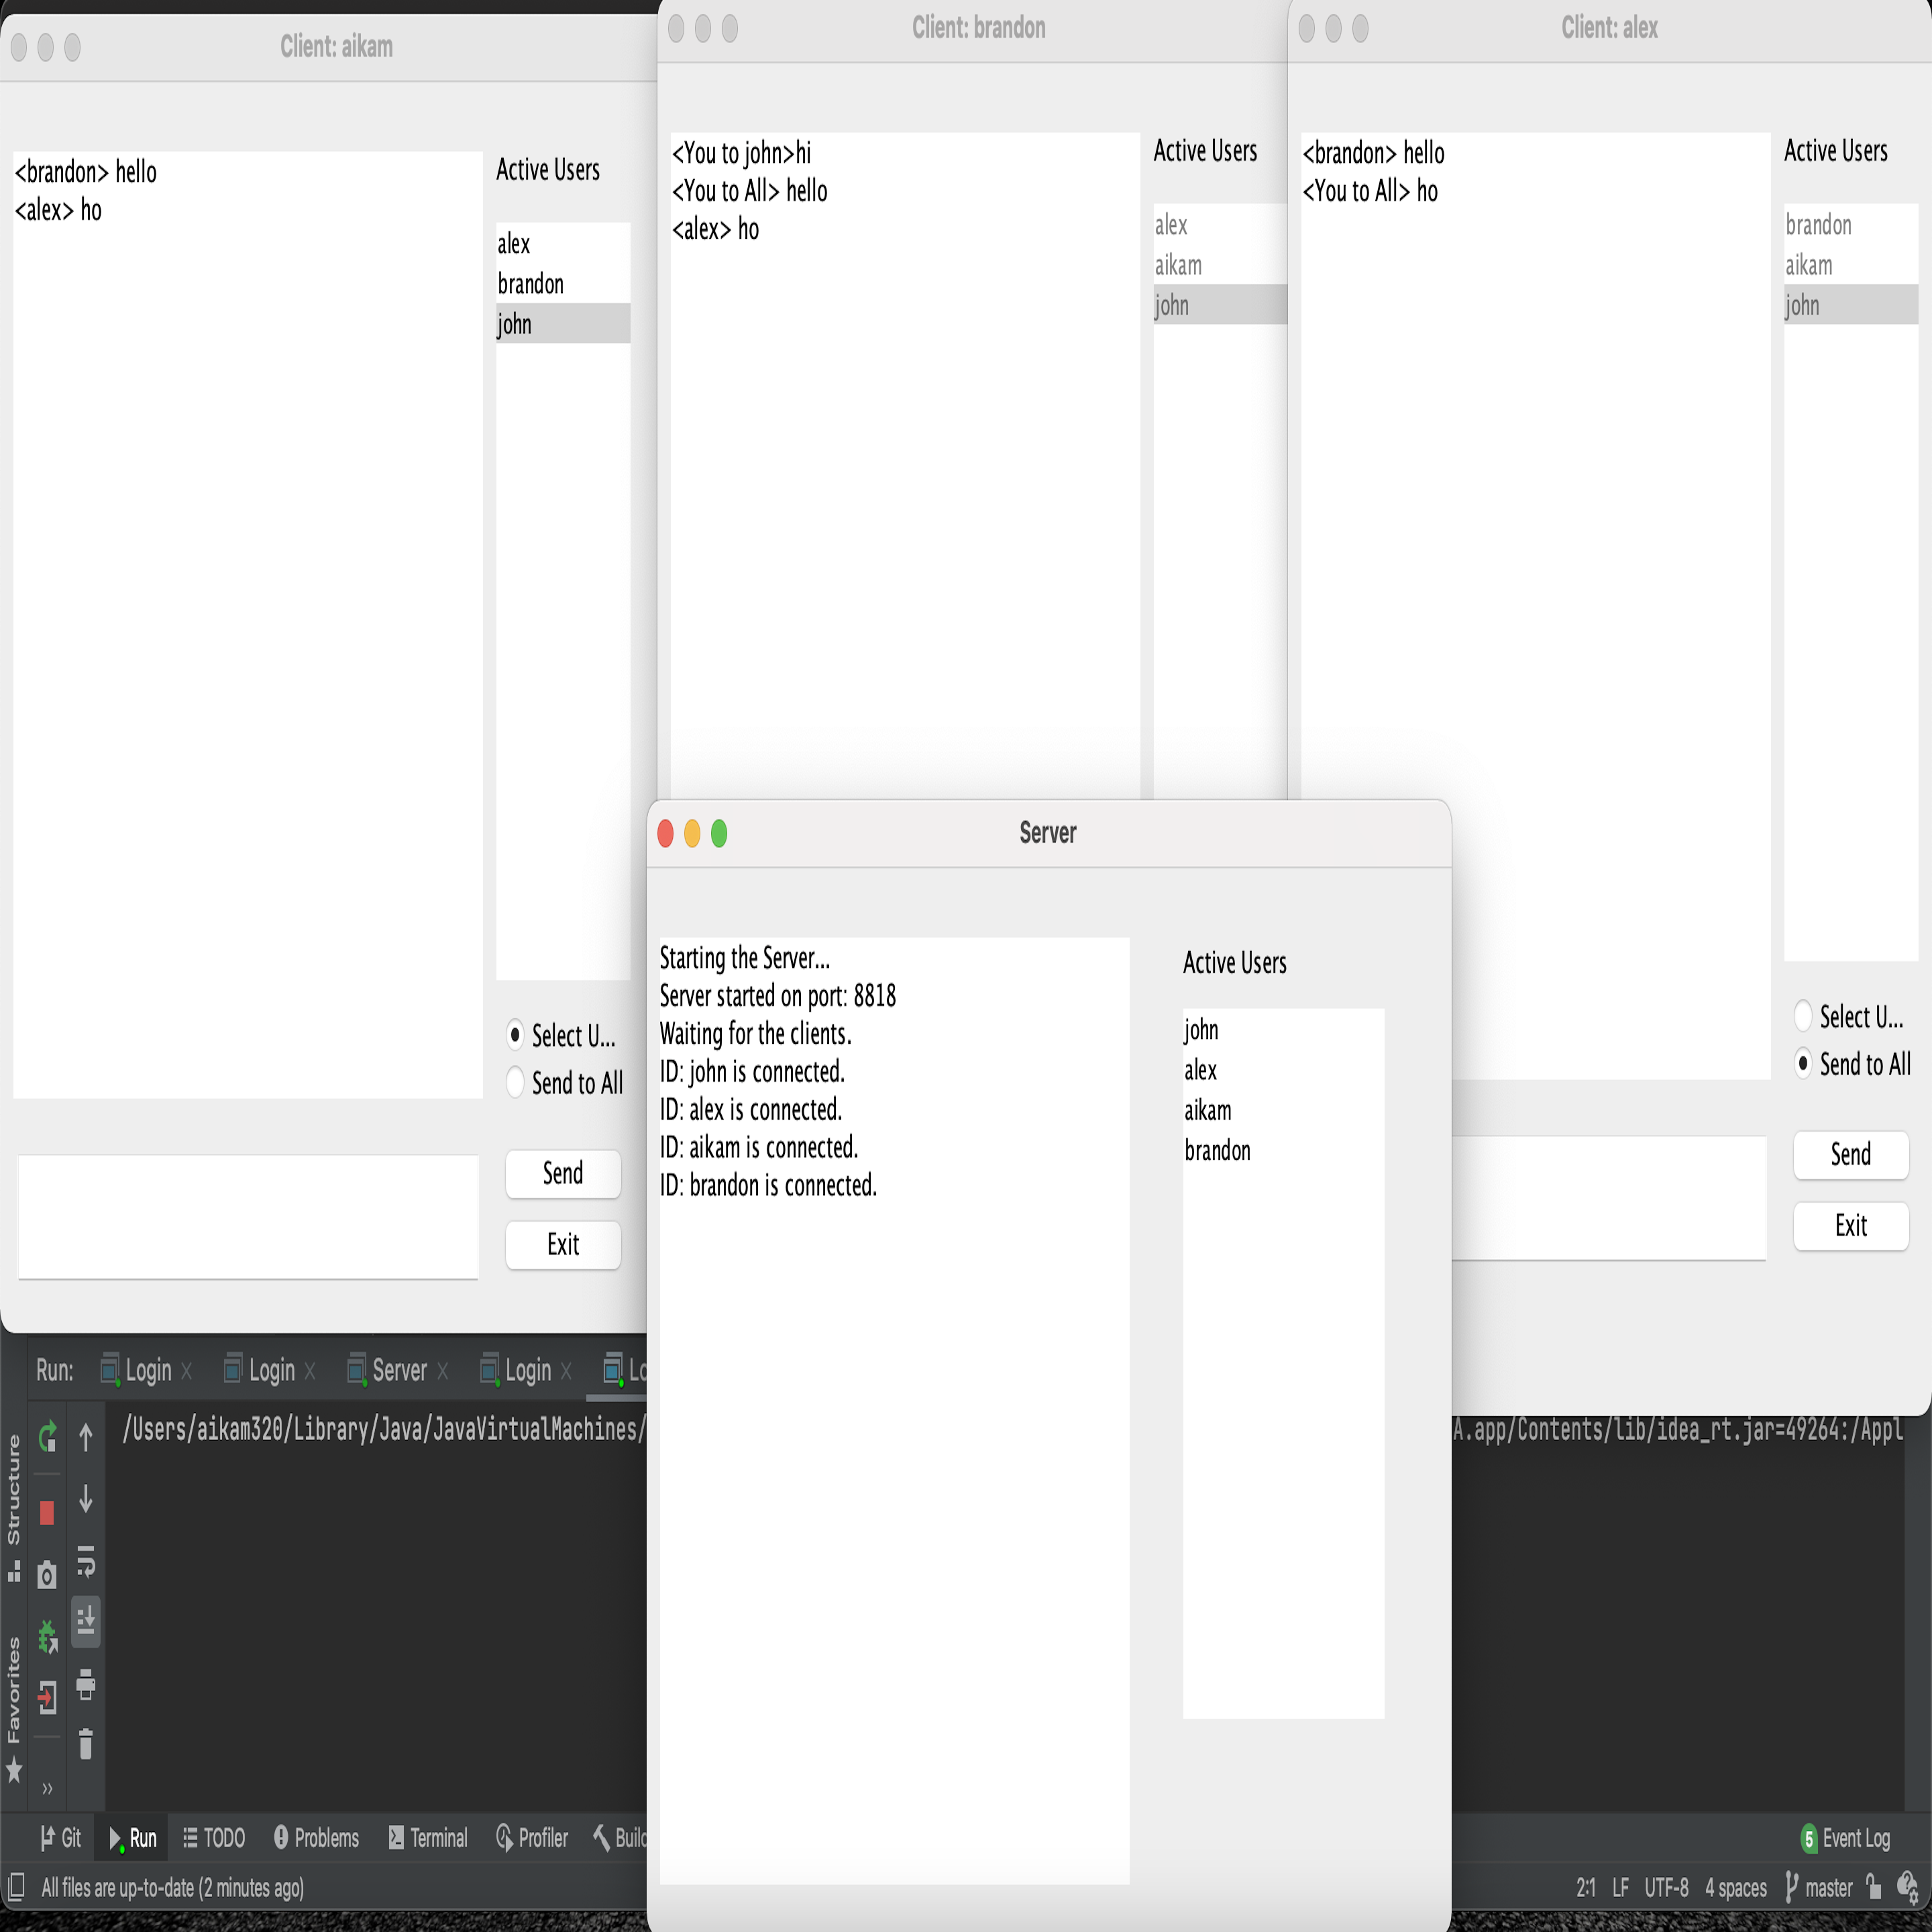 Client: aikam
<brandon> hello
<alex> ho
Active Users
alex
brandon
john
Select U...
Send to All
Send
Exit
Client: brandon
<You to john>hi
<You to All> hello
<alex> ho
Active Users
alex
aikam
john
Client: alex
<brandon> hello
<You to All> ho
Active Users
brandon
aikam
john
Select U...
Send to All
Send
Exit
Server
Starting the Server...
Server started on port: 8818
Waiting for the clients.
ID: john is connected.
ID: alex is connected.
ID: aikam is connected.
ID: brandon is connected.
Active Users
john
alex
aikam
brandon
Run: Login Login Server Login Lo
/Users/aikam320/Library/Java/JavaVirtualMachines/
A.app/Contents/lib/idea_rt.jar=49264:/Appl
Structure
Favorites
Git Run TODO Problems Terminal Profiler Build
5 Event Log
All files are up-to-date (2 minutes ago)
2:1 LF UTF-8 4 spaces master